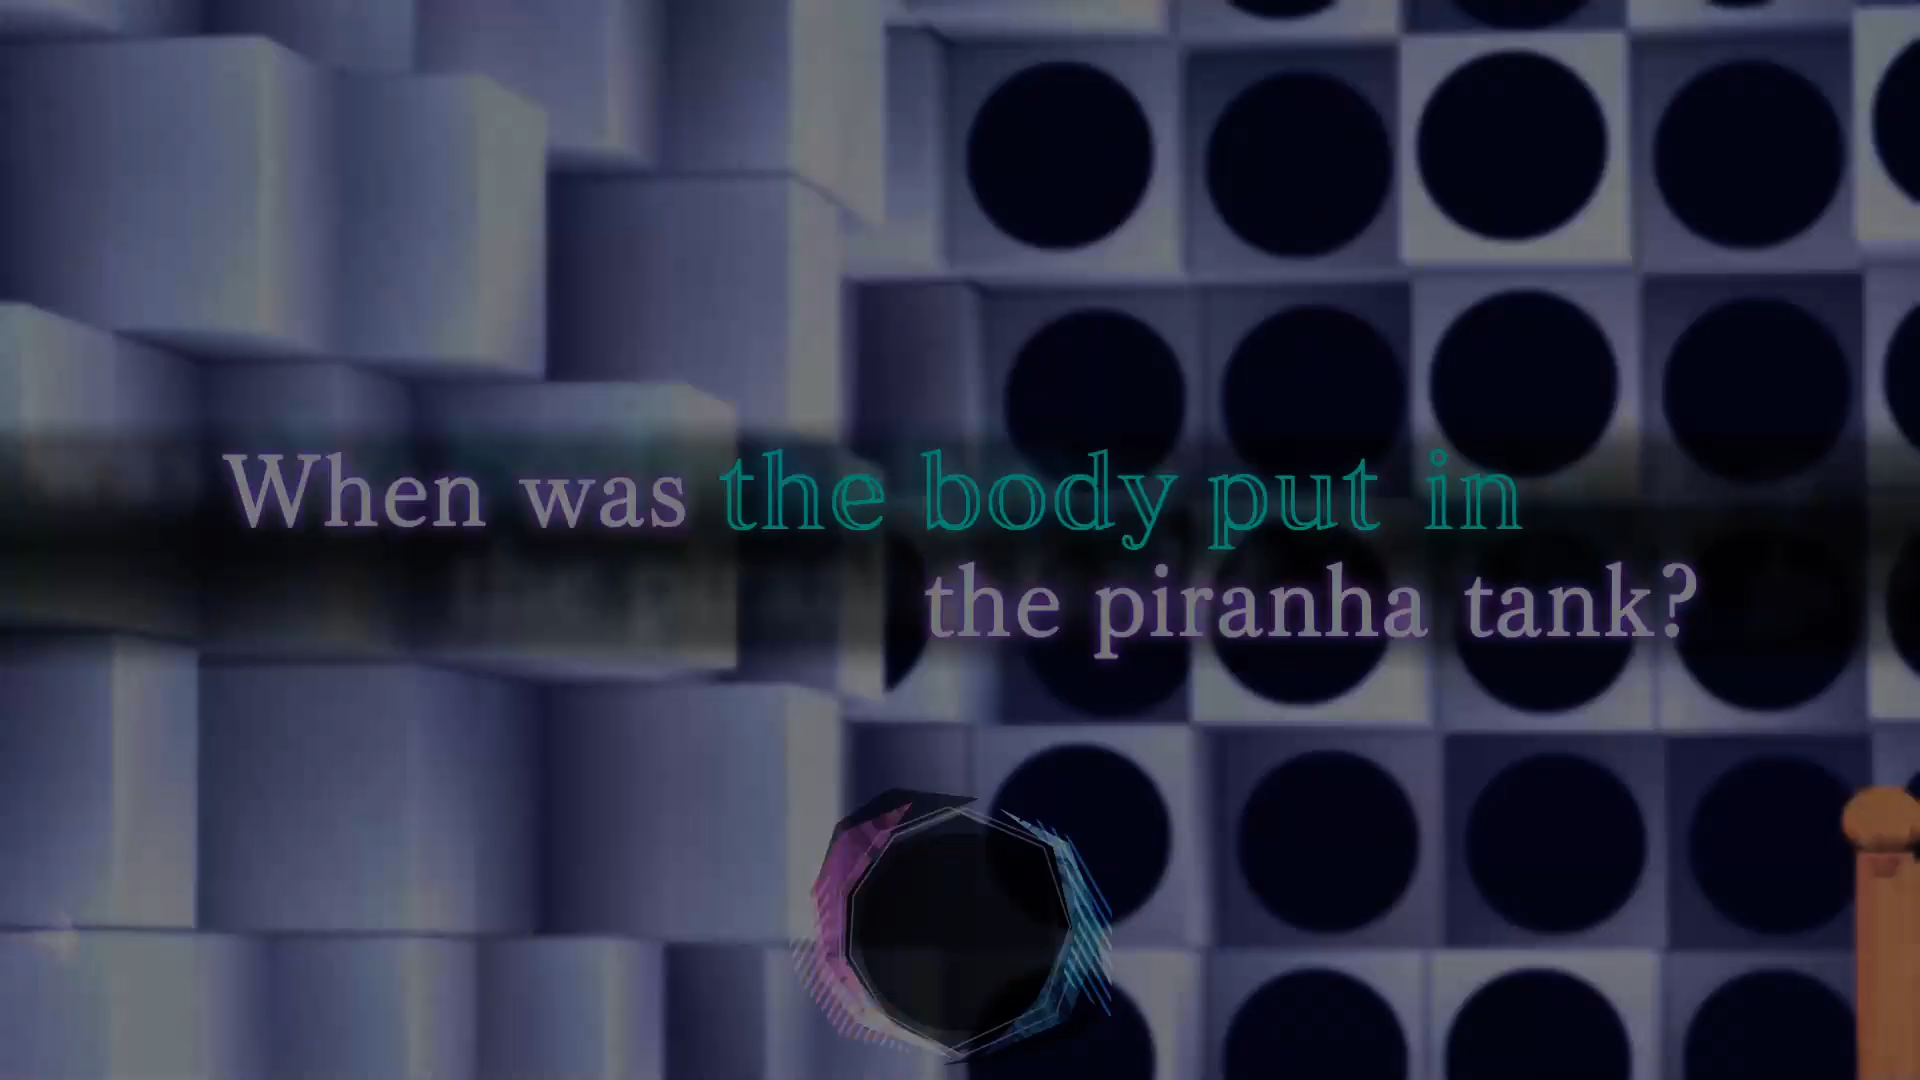 When was the body put in
the piranha tank?